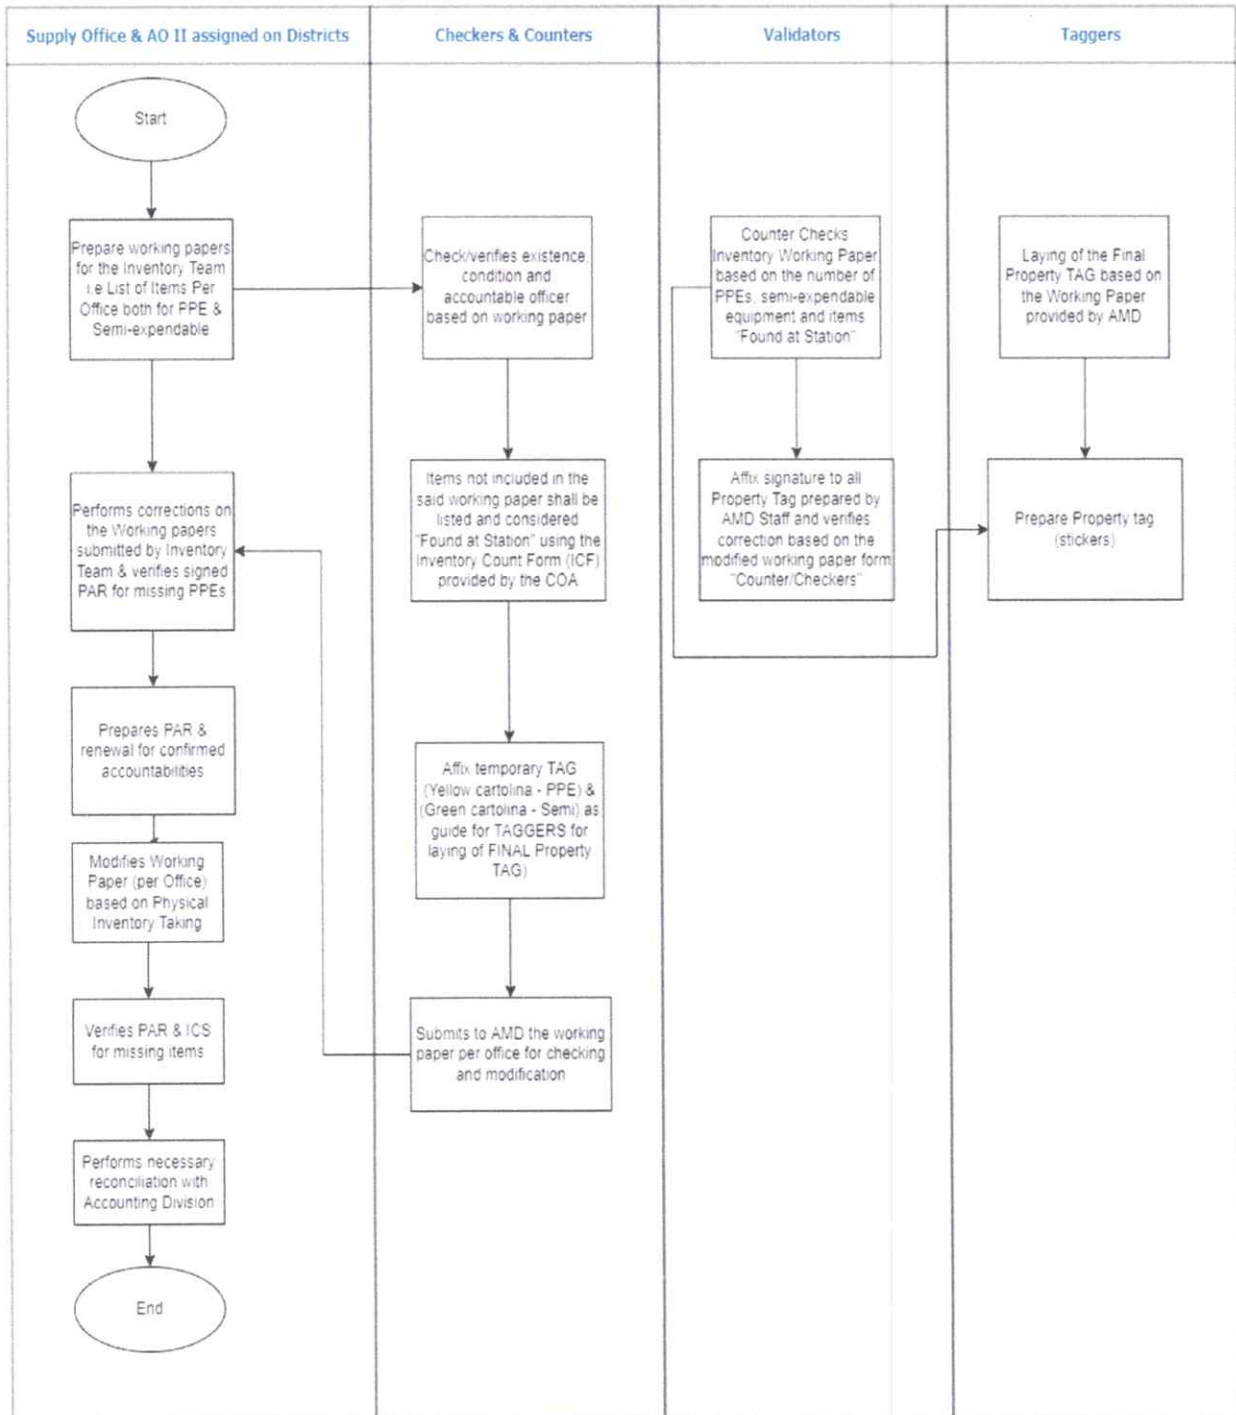 Supply Office & AO II assigned on Districts
Checkers & Counters
Validators
Taggers
Start
Prepare working papers
for the Inventory Team
i.e List of Items Per
Office both for PPE &
Semi-expendable
Performs corrections on
the Working papers
submitted by Inventory
Team & verifies signed
PAR for missing PPEs
Prepares PAR &
renewal for confirmed
accountabilities
Modifies Working
Paper (per Office)
based on Physical
Inventory Taking
Verifies PAR & ICS
for missing items
Performs necessary
reconciliation with
Accounting Division
End
Check/verifies existence,
condition and
accountable officer
based on working paper
Items not included in the
said working paper shall be
listed and considered
"Found at Station" using the
Inventory Count Form (ICF)
provided by the COA
Affix temporary TAG
(Yellow cartolina - PPE) &
(Green cartolina - Semi) as
guide for TAGGERS for
laying of FINAL Property
TAG)
Submits to AMD the working
paper per office for checking
and modification
Counter Checks
Inventory Working Paper,
based on the number of
PPEs, semi-expendable
equipment and items
"Found at Station"
Affix signature to all
Property Tag prepared by
AMD Staff and verifies
correction based on the
modified working paper form
"Counter/Checkers"
Laying of the Final
Property TAG based on
the Working Paper
provided by AMD
Prepare Property tag
(stickers)